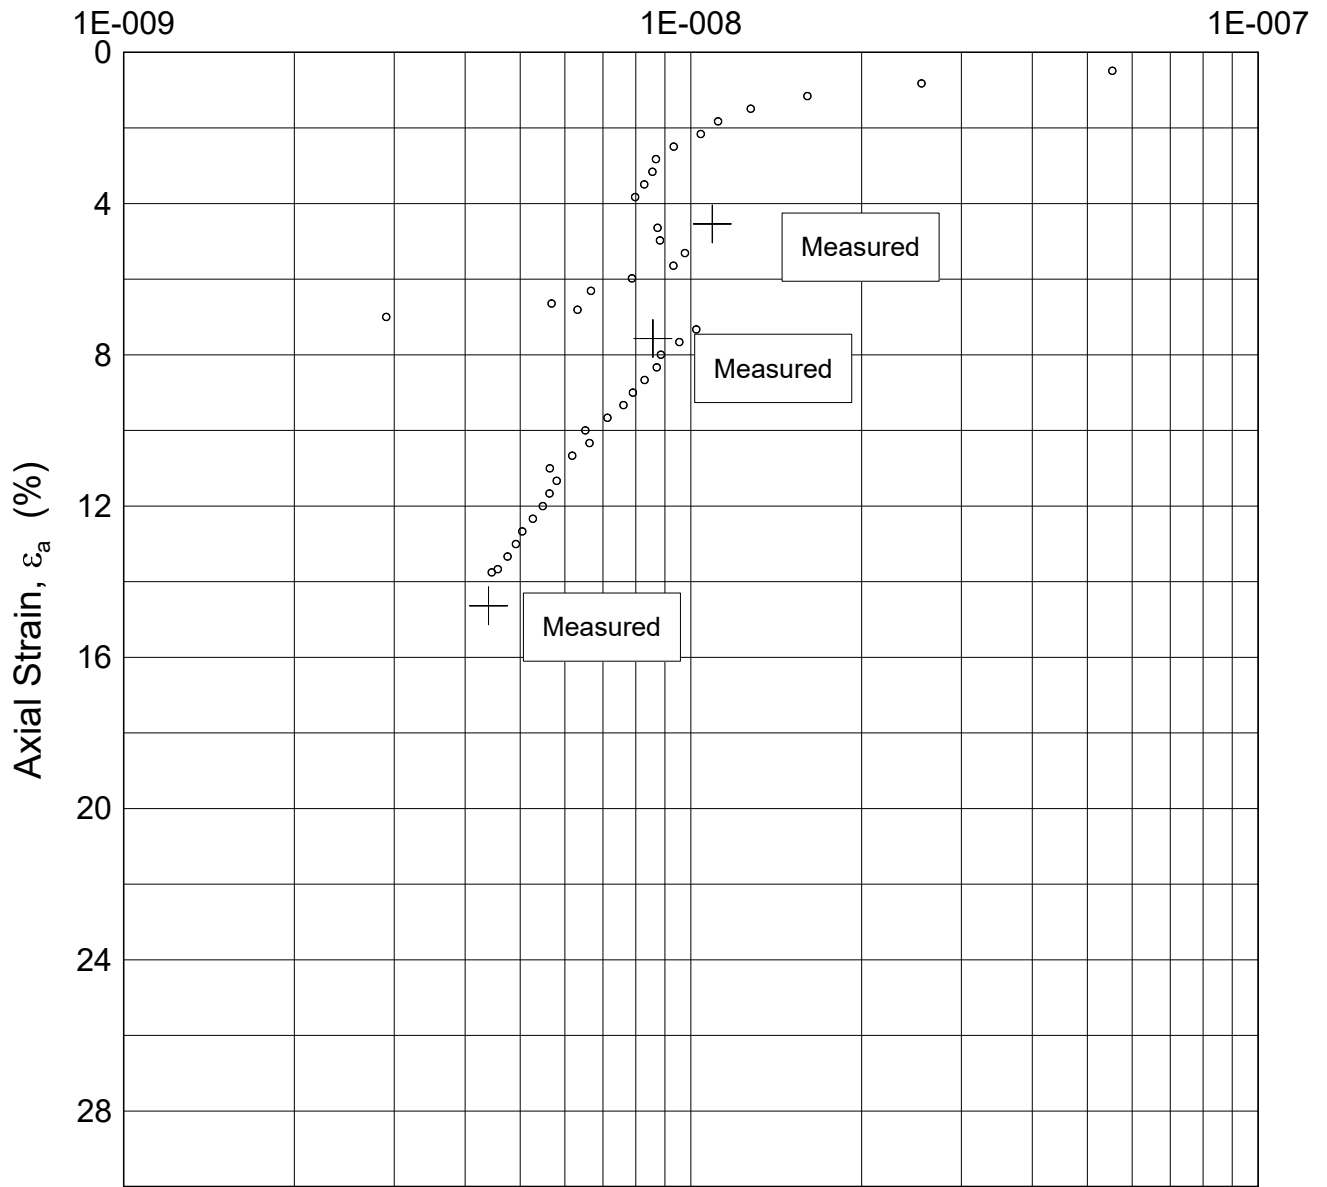 1E-009 1E-008 1E-007
0
4
Measured
Measured
8
12
Measured
16
20
24
28
Axial Strain, εa (%)